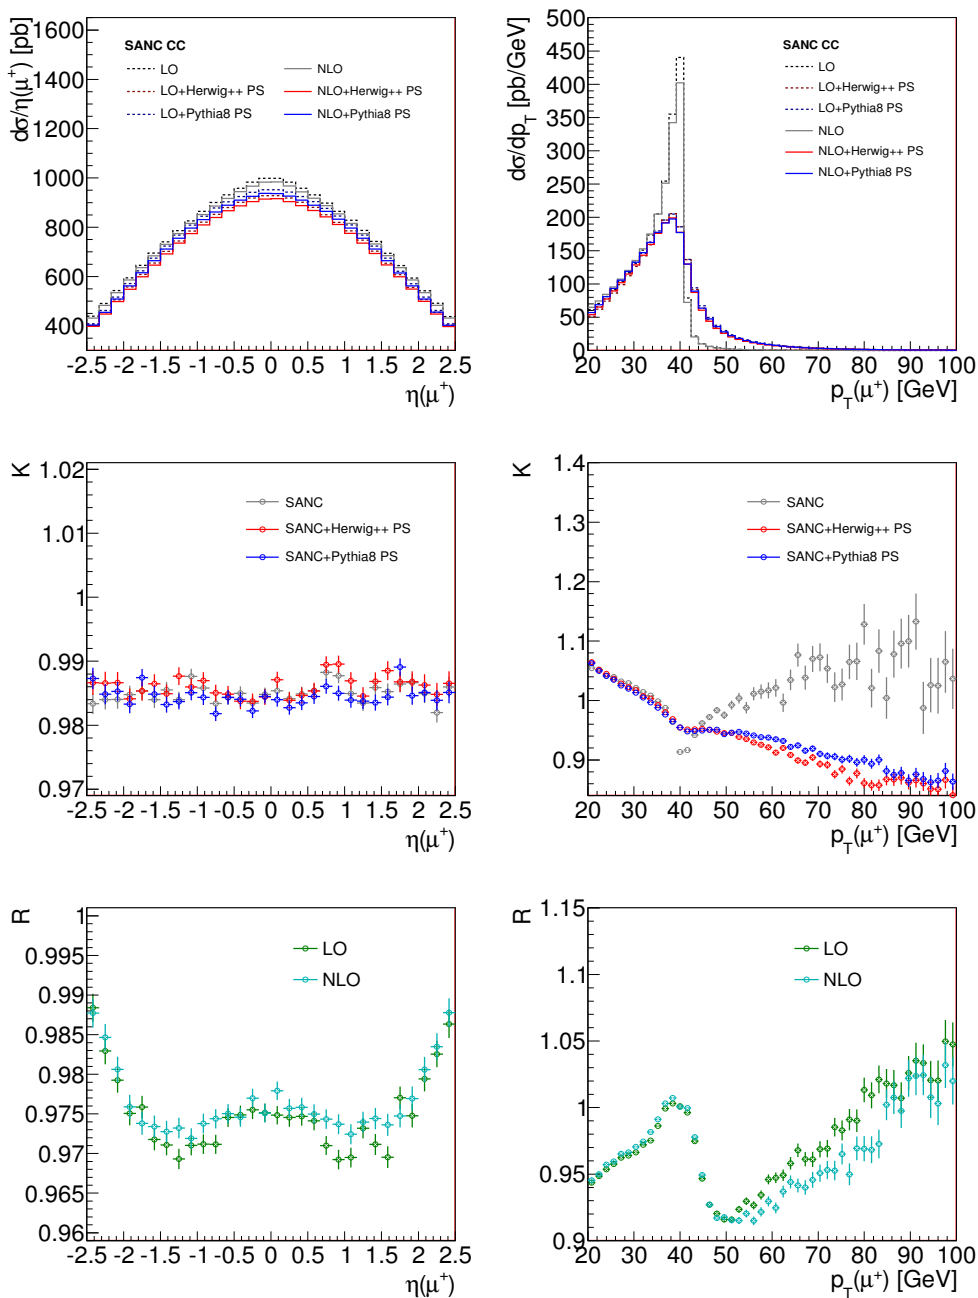 dσ/η(μ⁺) [pb]
1600
1400
1200
1000
800
600
400
SANC CC
LO
NLO
LO+Herwig++ PS
NLO+Herwig++ PS
LO+Pythia8 PS
NLO+Pythia8 PS
-2.5 -2 -1.5 -1 -0.5 0 0.5 1 1.5 2 2.5
η(μ⁺)
dσ/dp_T [pb/GeV]
500
450
400
350
300
250
200
150
100
50
0
SANC CC
LO
LO+Herwig++ PS
LO+Pythia8 PS
NLO
NLO+Herwig++ PS
NLO+Pythia8 PS
20 30 40 50 60 70 80 90 100
p_T(μ⁺) [GeV]
K
1.02
1.01
1
0.99
0.98
0.97
SANC
SANC+Herwig++ PS
SANC+Pythia8 PS
-2.5 -2 -1.5 -1 -0.5 0 0.5 1 1.5 2 2.5
η(μ⁺)
K
1.4
1.3
1.2
1.1
1
0.9
SANC
SANC+Herwig++ PS
SANC+Pythia8 PS
20 30 40 50 60 70 80 90 100
p_T(μ⁺) [GeV]
R
1
0.995
0.99
0.985
0.98
0.975
0.97
0.965
0.96
LO
NLO
-2.5 -2 -1.5 -1 -0.5 0 0.5 1 1.5 2 2.5
η(μ⁺)
R
1.15
1.1
1.05
1
0.95
0.9
LO
NLO
20 30 40 50 60 70 80 90 100
p_T(μ⁺) [GeV]